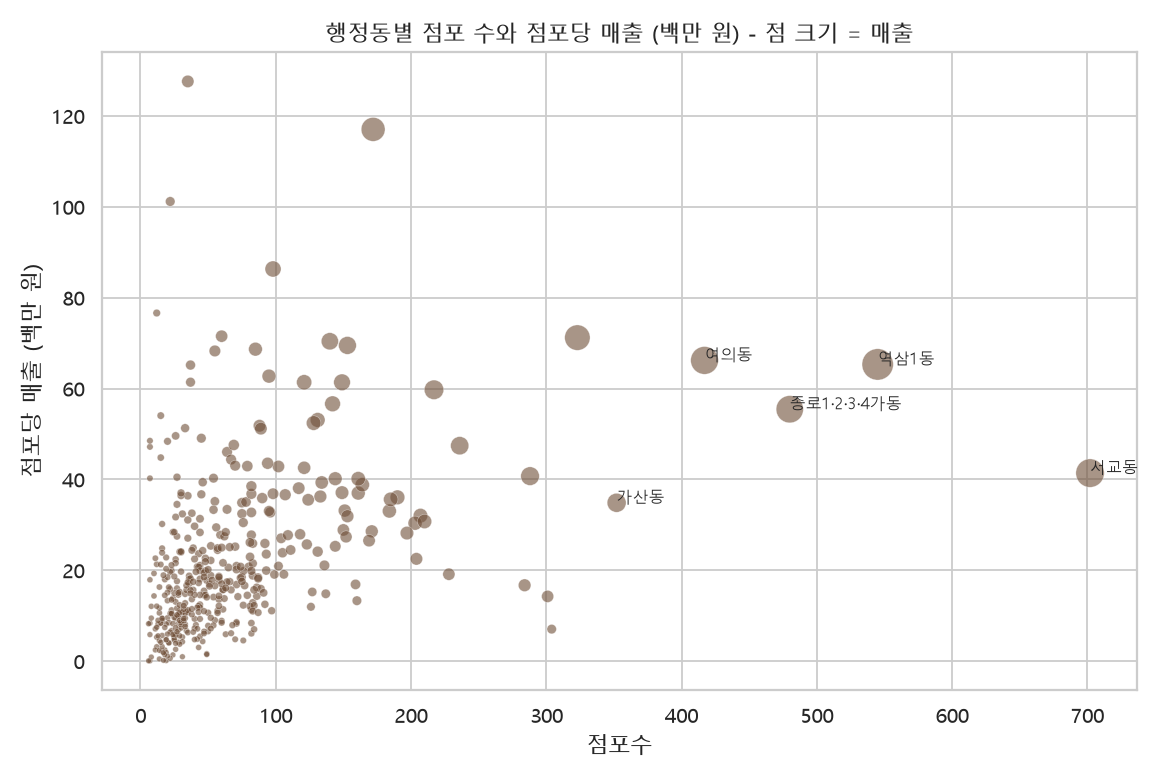 행정동별 점포 수와 점포당 매출 (백만 원) - 점 크기 = 매출
120
100
80
60
40
20
0
점포당 매출 (백만 원)
여의동
역삼1동
종로1·2·3·4가동
서교동
가산동
0 100 200 300 400 500 600 700
점포수